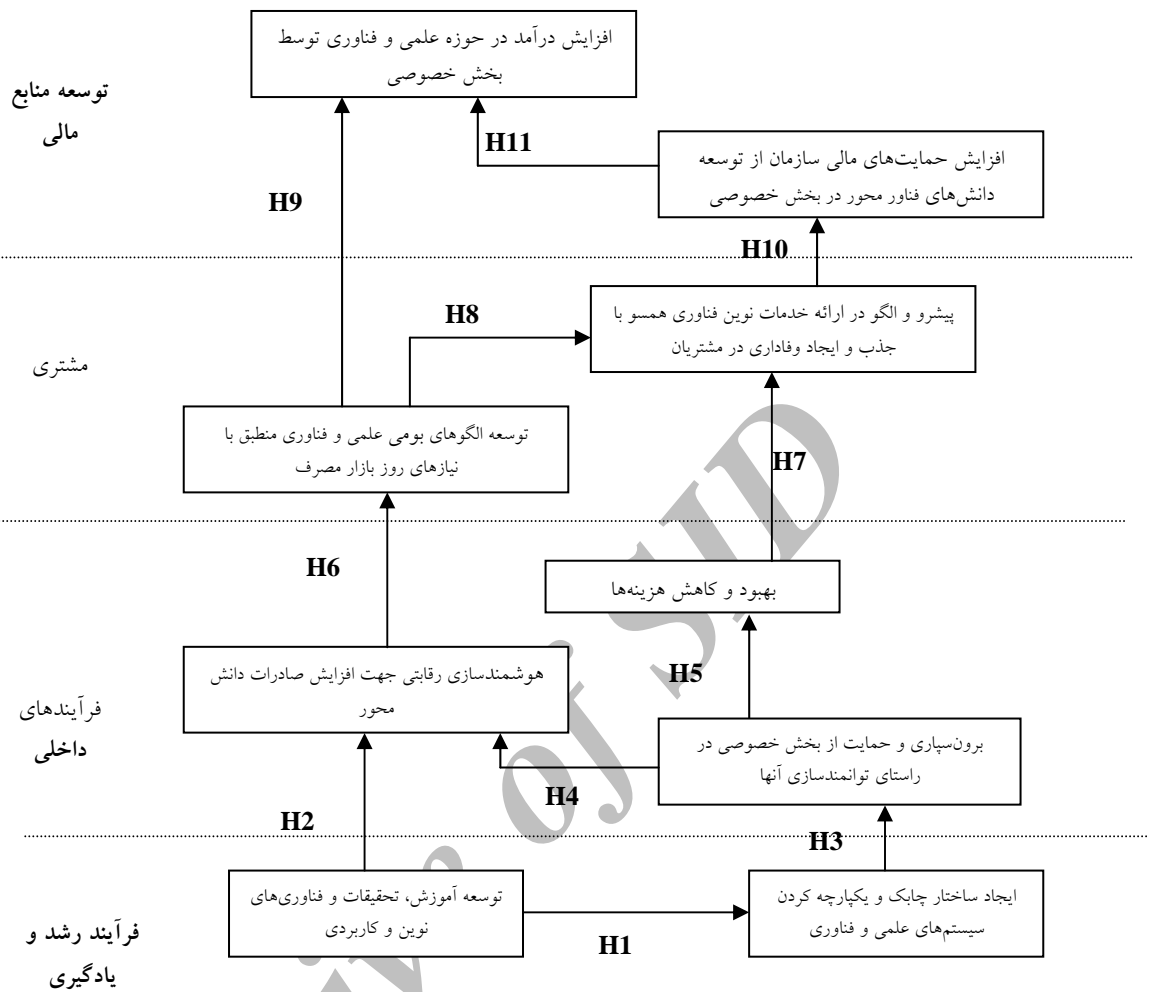 افزایش درآمد در حوزه علمی و فناوری توسط
بخش خصوصی
توسعه منابع
مالی
H11
افزایش حمایت‌های مالی سازمان از توسعه
دانش‌های فناور محور در بخش خصوصی
H9
H10
پیشرو و الگو در ارائه خدمات نوین فناوری همسو با
جذب و ایجاد وفاداری در مشتریان
H8
مشتری
توسعه الگوهای بومی علمی و فناوری منطبق با
نیازهای روز بازار مصرف
H7
H6
بهبود و کاهش هزینه‌ها
هوشمندسازی رقابتی جهت افزایش صادرات دانش
محور
H5
فرآیندهای
داخلی
برون‌سپاری و حمایت از بخش خصوصی در
راستای توانمندسازی آنها
H4
H2
H3
توسعه آموزش، تحقیقات و فناوری‌های
نوین و کاربردی
ایجاد ساختار چابک و یکپارچه کردن
سیستم‌های علمی و فناوری
H1
فرآیند رشد و
یادگیری
ive of SID